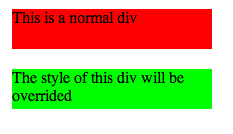 This is a normal div
The style of this div will be
overrided